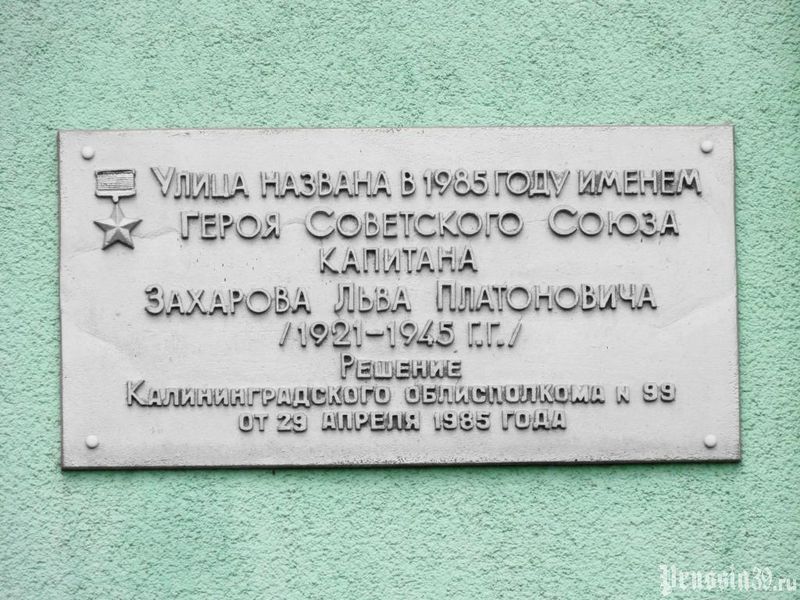 Улица названа в 1985 году именем
героя Советского Союза
капитана
Захарова Льва Платоновича
/1921-1945 г.г./
Решение
Калининградского облисполкома N 99
от 29 апреля 1985 года
Prussia39.ru